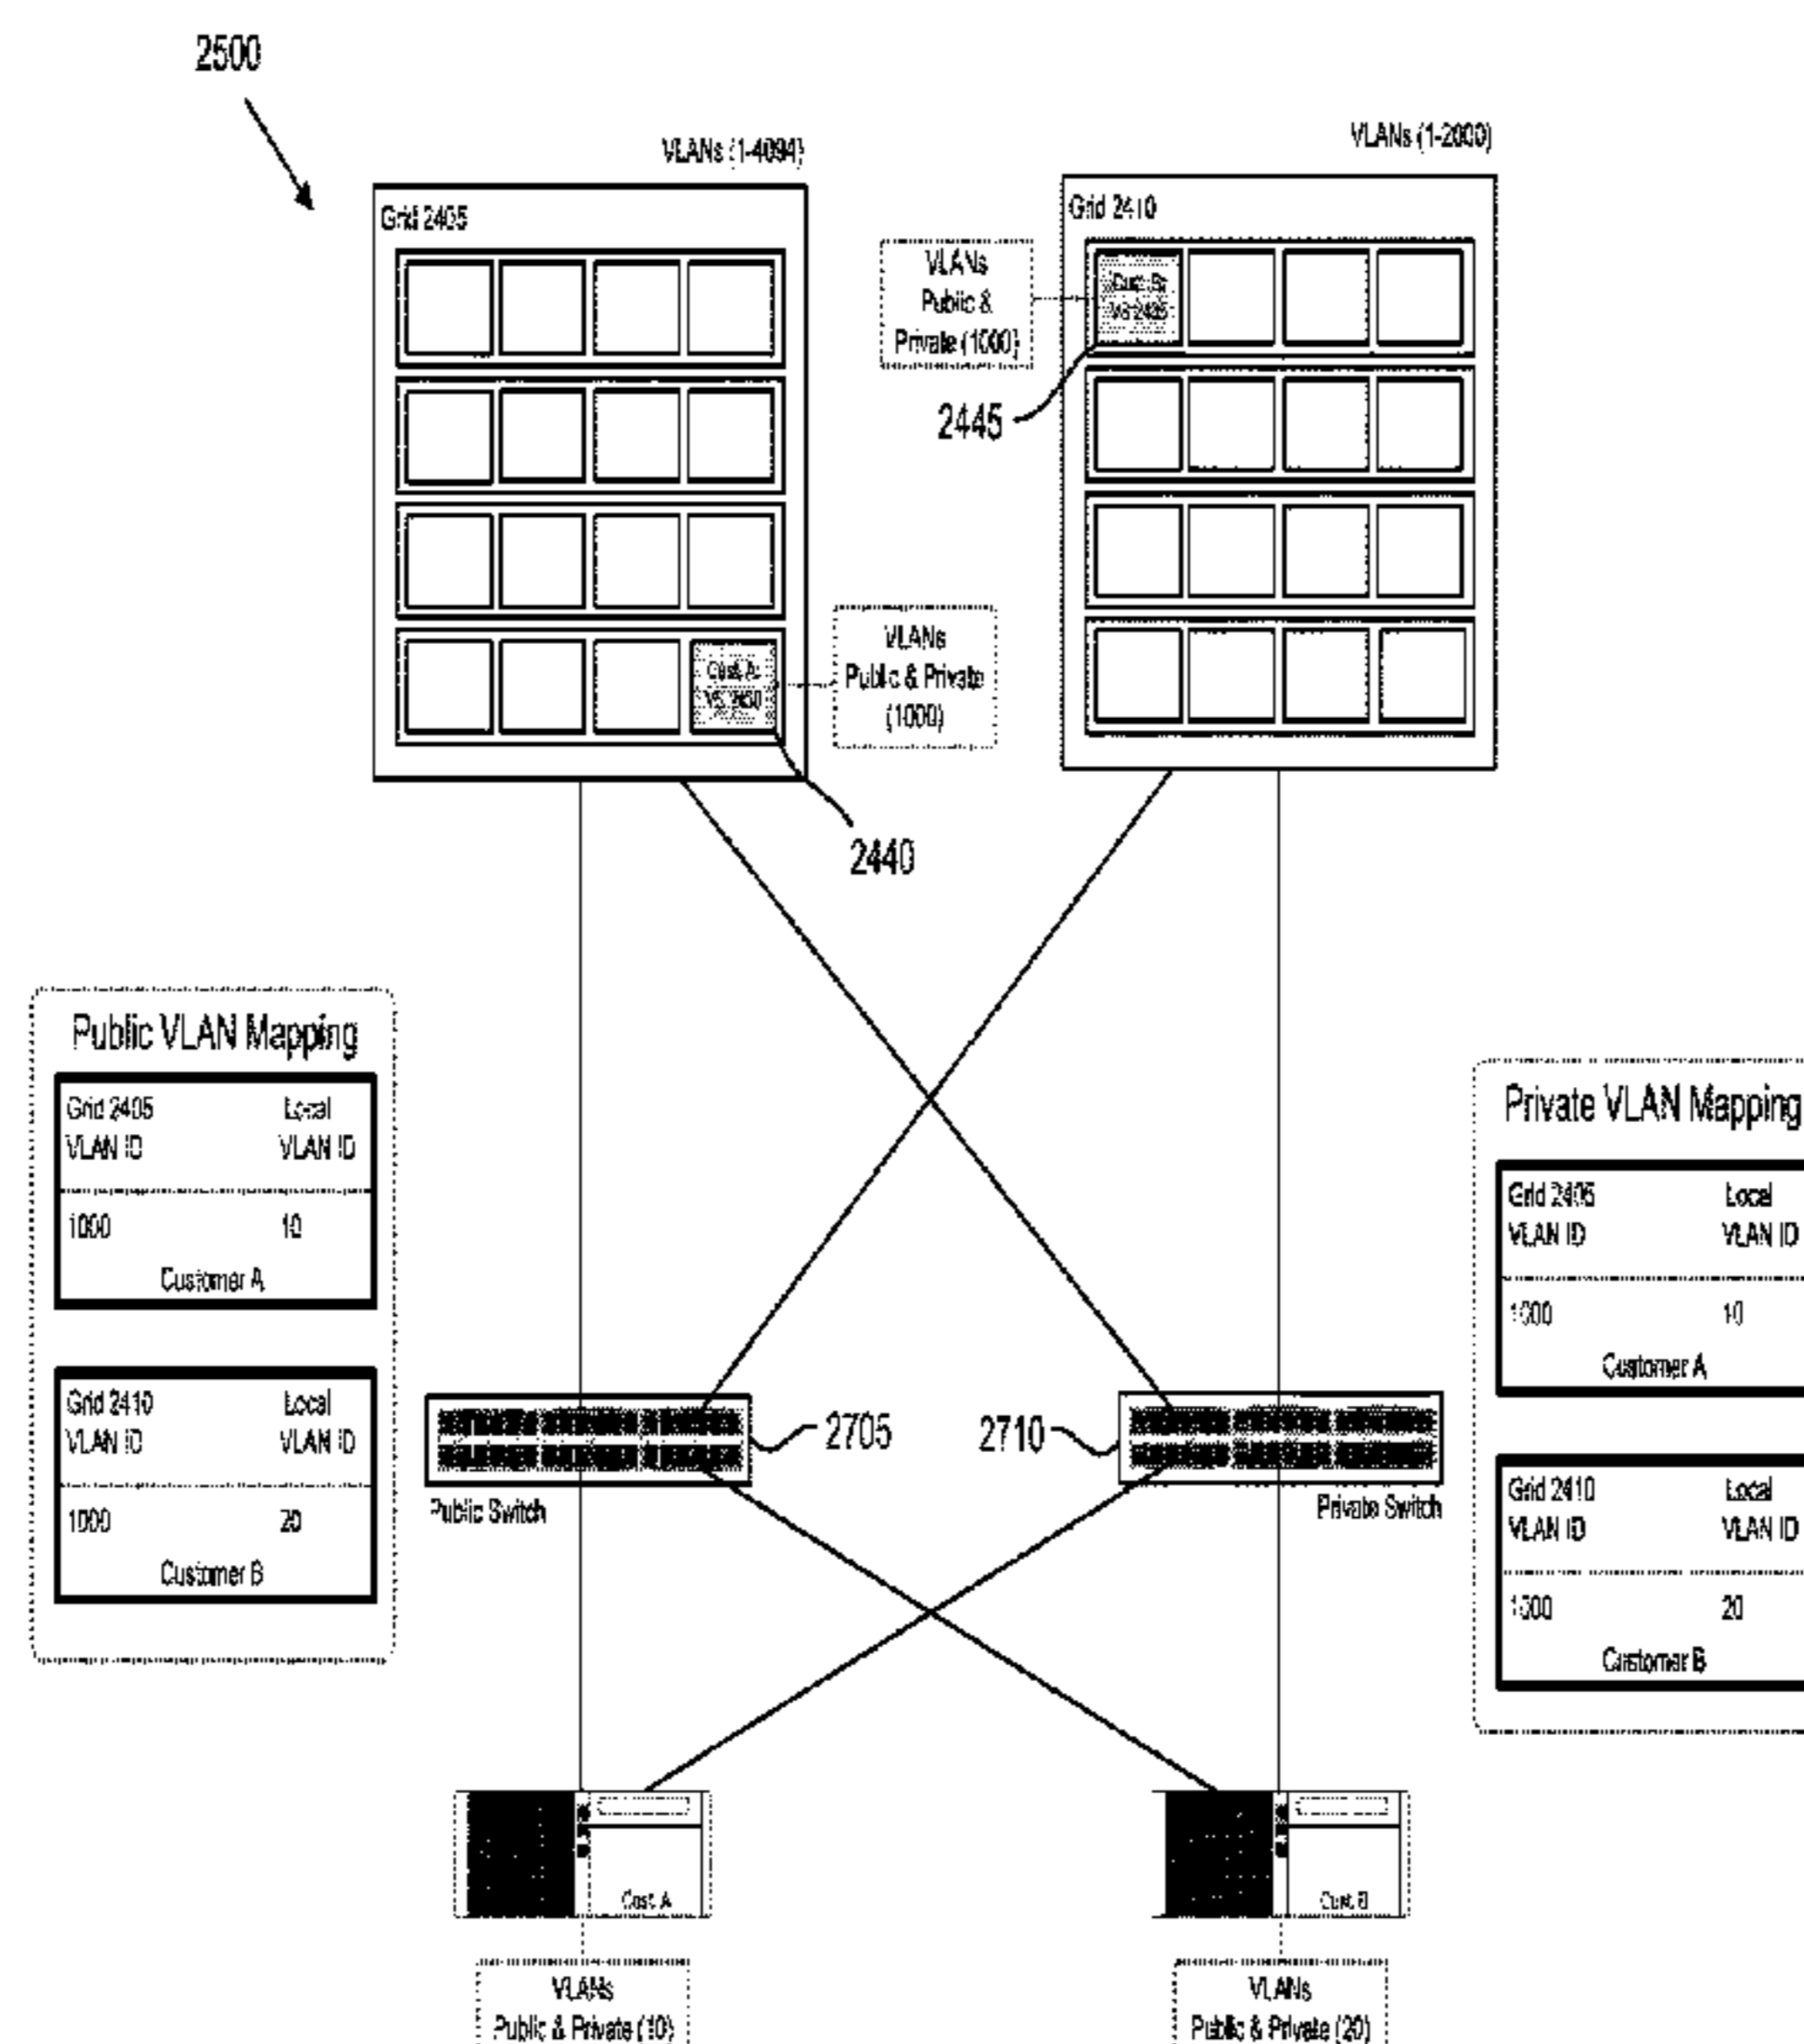 2500
VLANs (1-4094)
VLANs (1-2000)
Grid 2405
Grid 2410
VLANs
Public &
Private (1000)
Cust. B:
2445
VLANs
Public & Private
(1000)
Cust. A:
2440
Public VLAN Mapping
Grid 2405 Local
VLAN ID VLAN ID
1000 10
Customer A
Grid 2410 Local
VLAN ID VLAN ID
1000 20
Customer B
Private VLAN Mapping
Grid 2405 Local
VLAN ID VLAN ID
1000 10
Customer A
Grid 2410 Local
VLAN ID VLAN ID
1000 20
Customer B
2705
2710
Public Switch
Private Switch
Cust. A
Cust. B
VLANs
Public & Private (10)
VLANs
Public & Private (20)